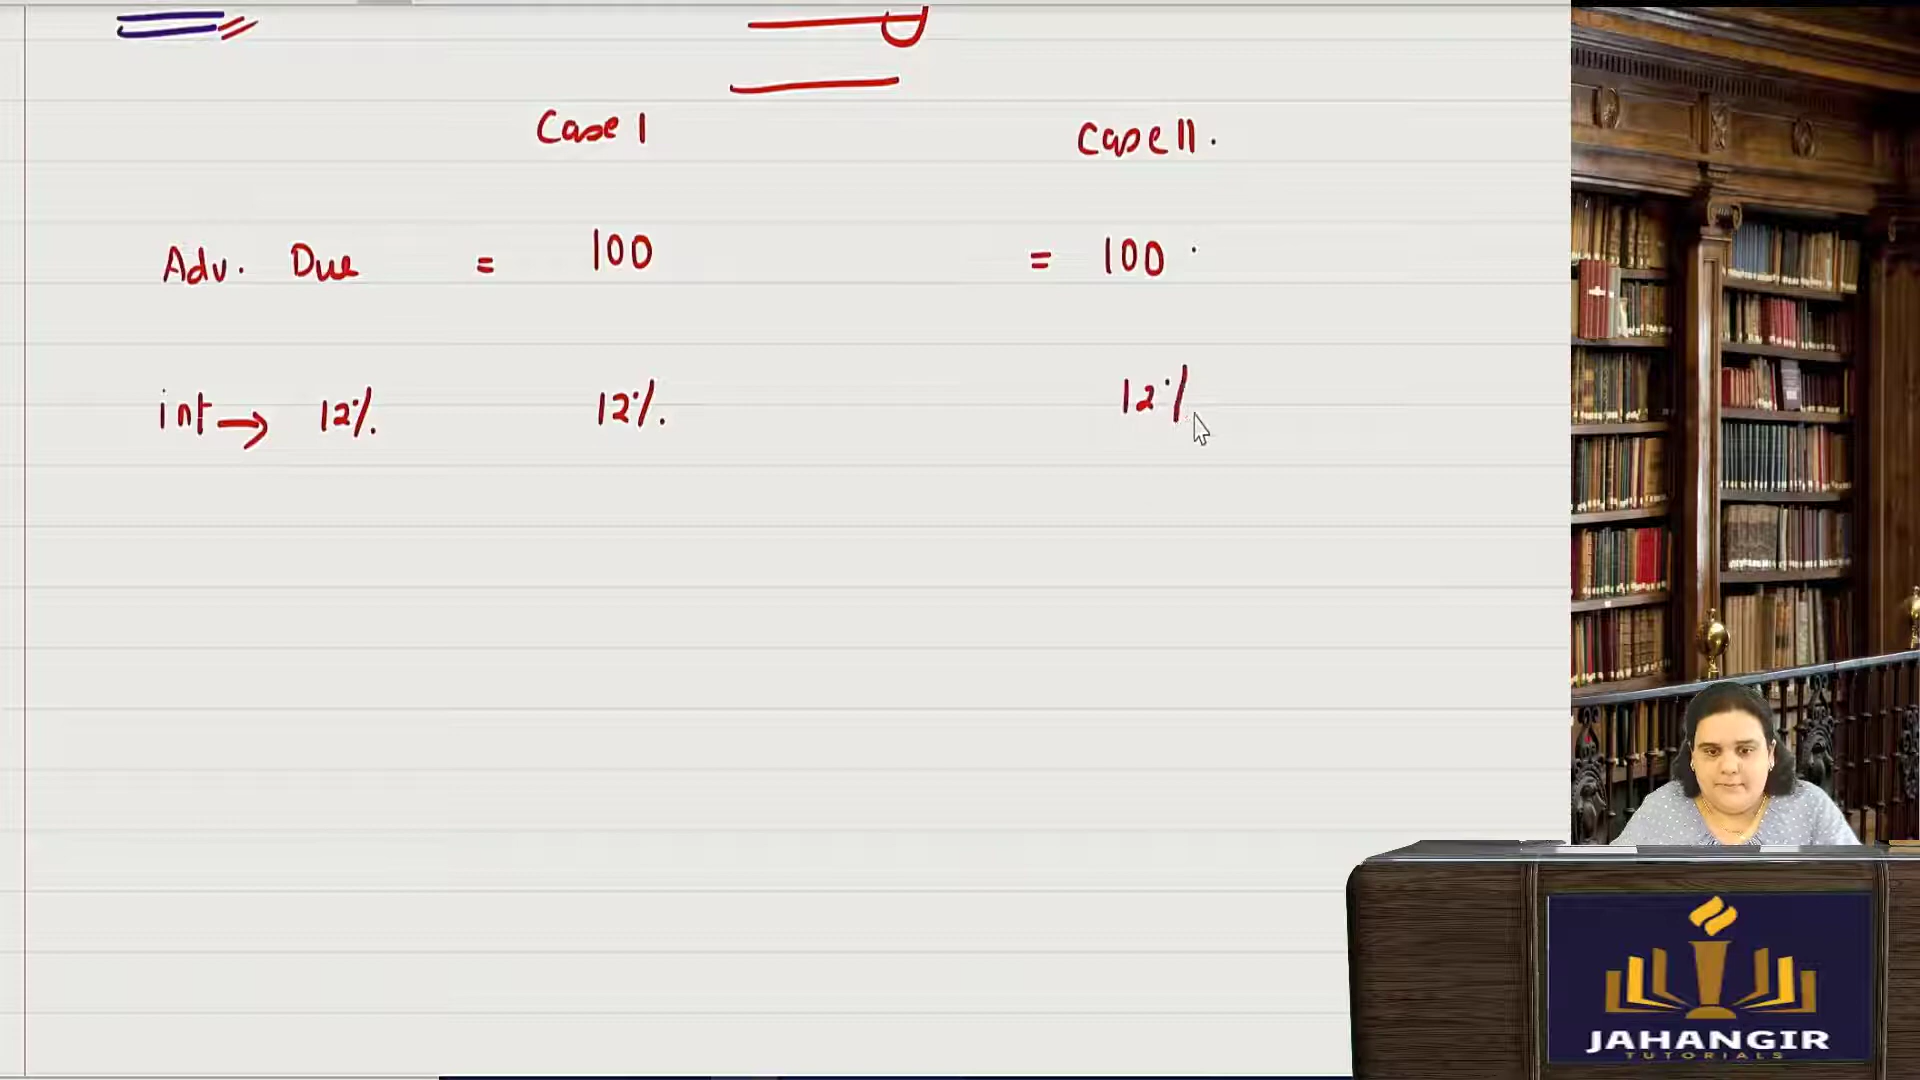 Case I Case II.
Adv. Due = 100 = 100
int → 12%. 12%. 12%
JAHANGIR
TUTORIALS